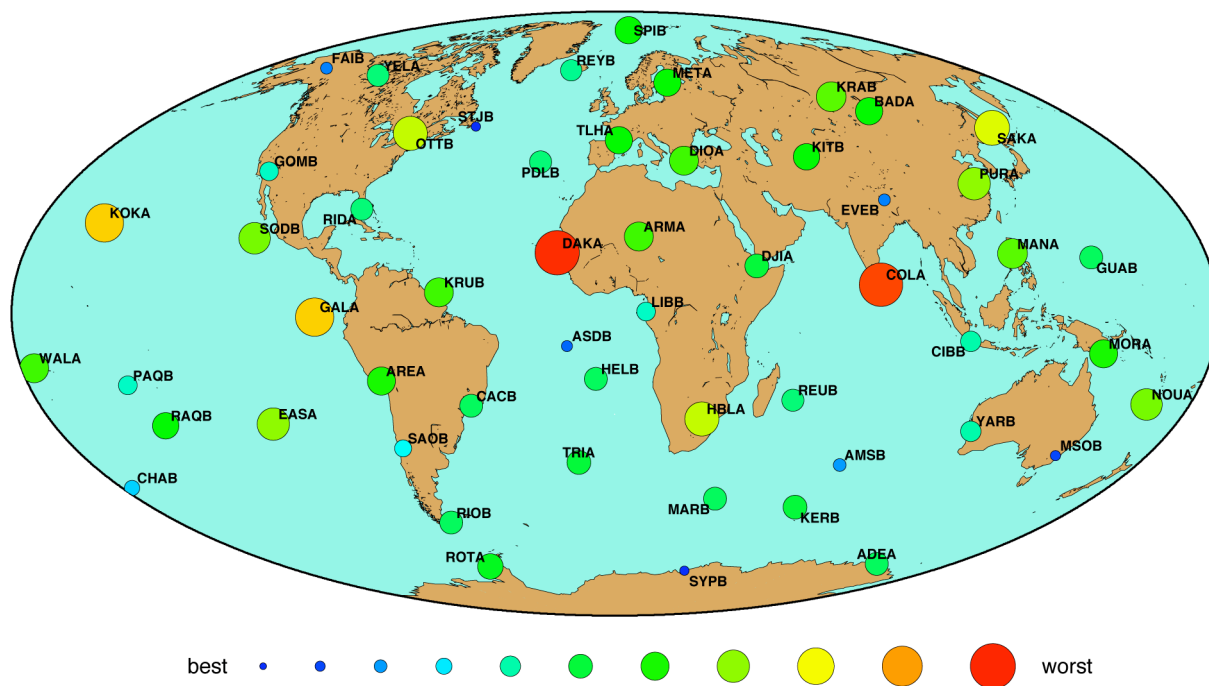 SPIB
FAIB
YELA
REYB
META
KRAB
BADA
STJB
OTTB
TLHA
SAKA
GOMB
PDLB
DIOA
KITB
PURA
KOKA
RIDA
EVEB
SODB
DAKA
ARMA
DJIA
MANA
GUAB
KRUB
COLA
GALA
LIBB
WALA
ASDB
CIBB
MORA
PAQB
AREA
HELB
CACB
REUB
NOUA
RAQB
EASA
HBLA
YARB
SAOB
TRIA
AMSB
MSOB
CHAB
RIOB
MARB
KERB
ROTA
SYPB
ADEA
best
worst